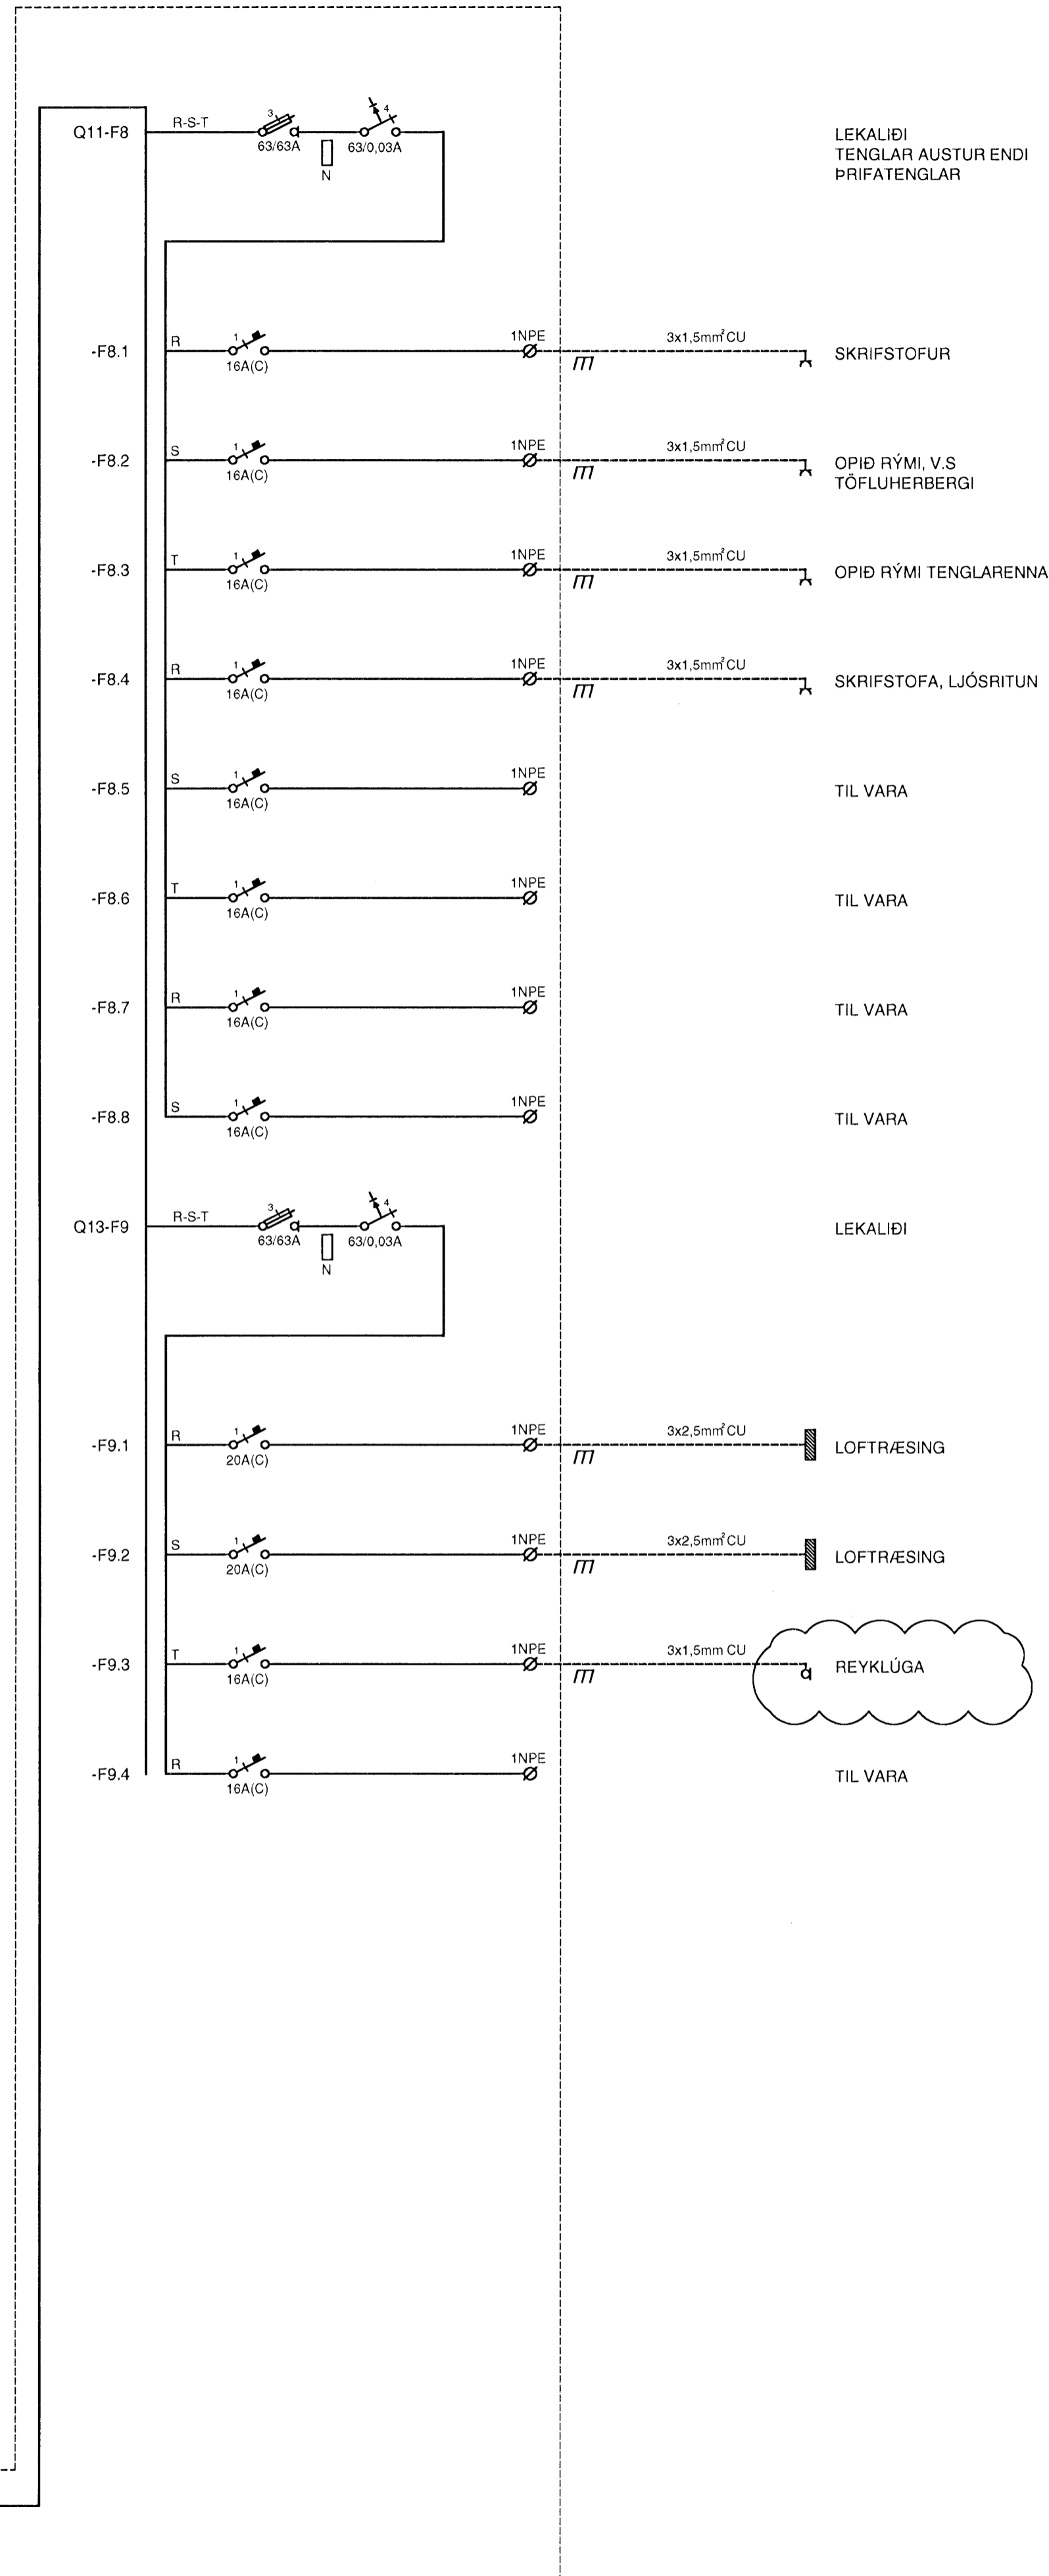 Q11-F8
R-S-T
3
63/63A
N
4
63/0,03A
LEKALIÐI
TENGLAR AUSTUR ENDI
ÞRIFATENGLAR
-F8.1
R
1
16A(C)
1NPE
3x1,5mm² CU
SKRIFSTOFUR
-F8.2
S
1
16A(C)
1NPE
3x1,5mm² CU
OPIÐ RÝMI, V.S
TÖFLUHERBERGI
-F8.3
T
1
16A(C)
1NPE
3x1,5mm² CU
OPIÐ RÝMI TENGLARENNA
-F8.4
R
1
16A(C)
1NPE
3x1,5mm² CU
SKRIFSTOFA, LJÓSRITUN
-F8.5
S
1
16A(C)
1NPE
TIL VARA
-F8.6
T
1
16A(C)
1NPE
TIL VARA
-F8.7
R
1
16A(C)
1NPE
TIL VARA
-F8.8
S
1
16A(C)
1NPE
TIL VARA
Q13-F9
R-S-T
3
63/63A
N
4
63/0,03A
LEKALIÐI
-F9.1
R
1
20A(C)
1NPE
3x2,5mm² CU
LOFTRÆSING
-F9.2
S
1
20A(C)
1NPE
3x2,5mm² CU
LOFTRÆSING
-F9.3
T
1
16A(C)
1NPE
3x1,5mm CU
REYKLÚGA
-F9.4
R
1
16A(C)
1NPE
TIL VARA